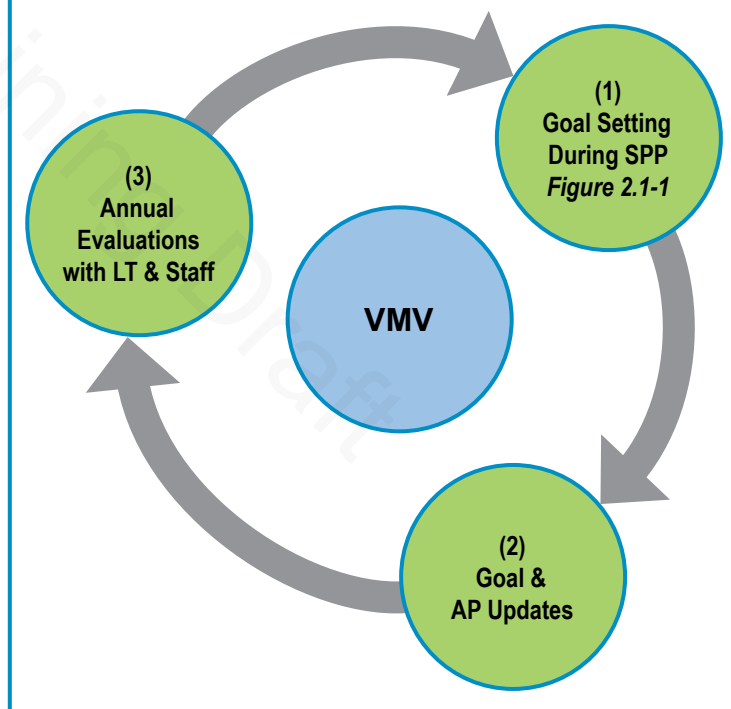 (1)
Goal Setting
During SPP
Figure 2.1-1
(3)
Annual
Evaluations
with LT & Staff
VMV
(2)
Goal &
AP Updates
Draft